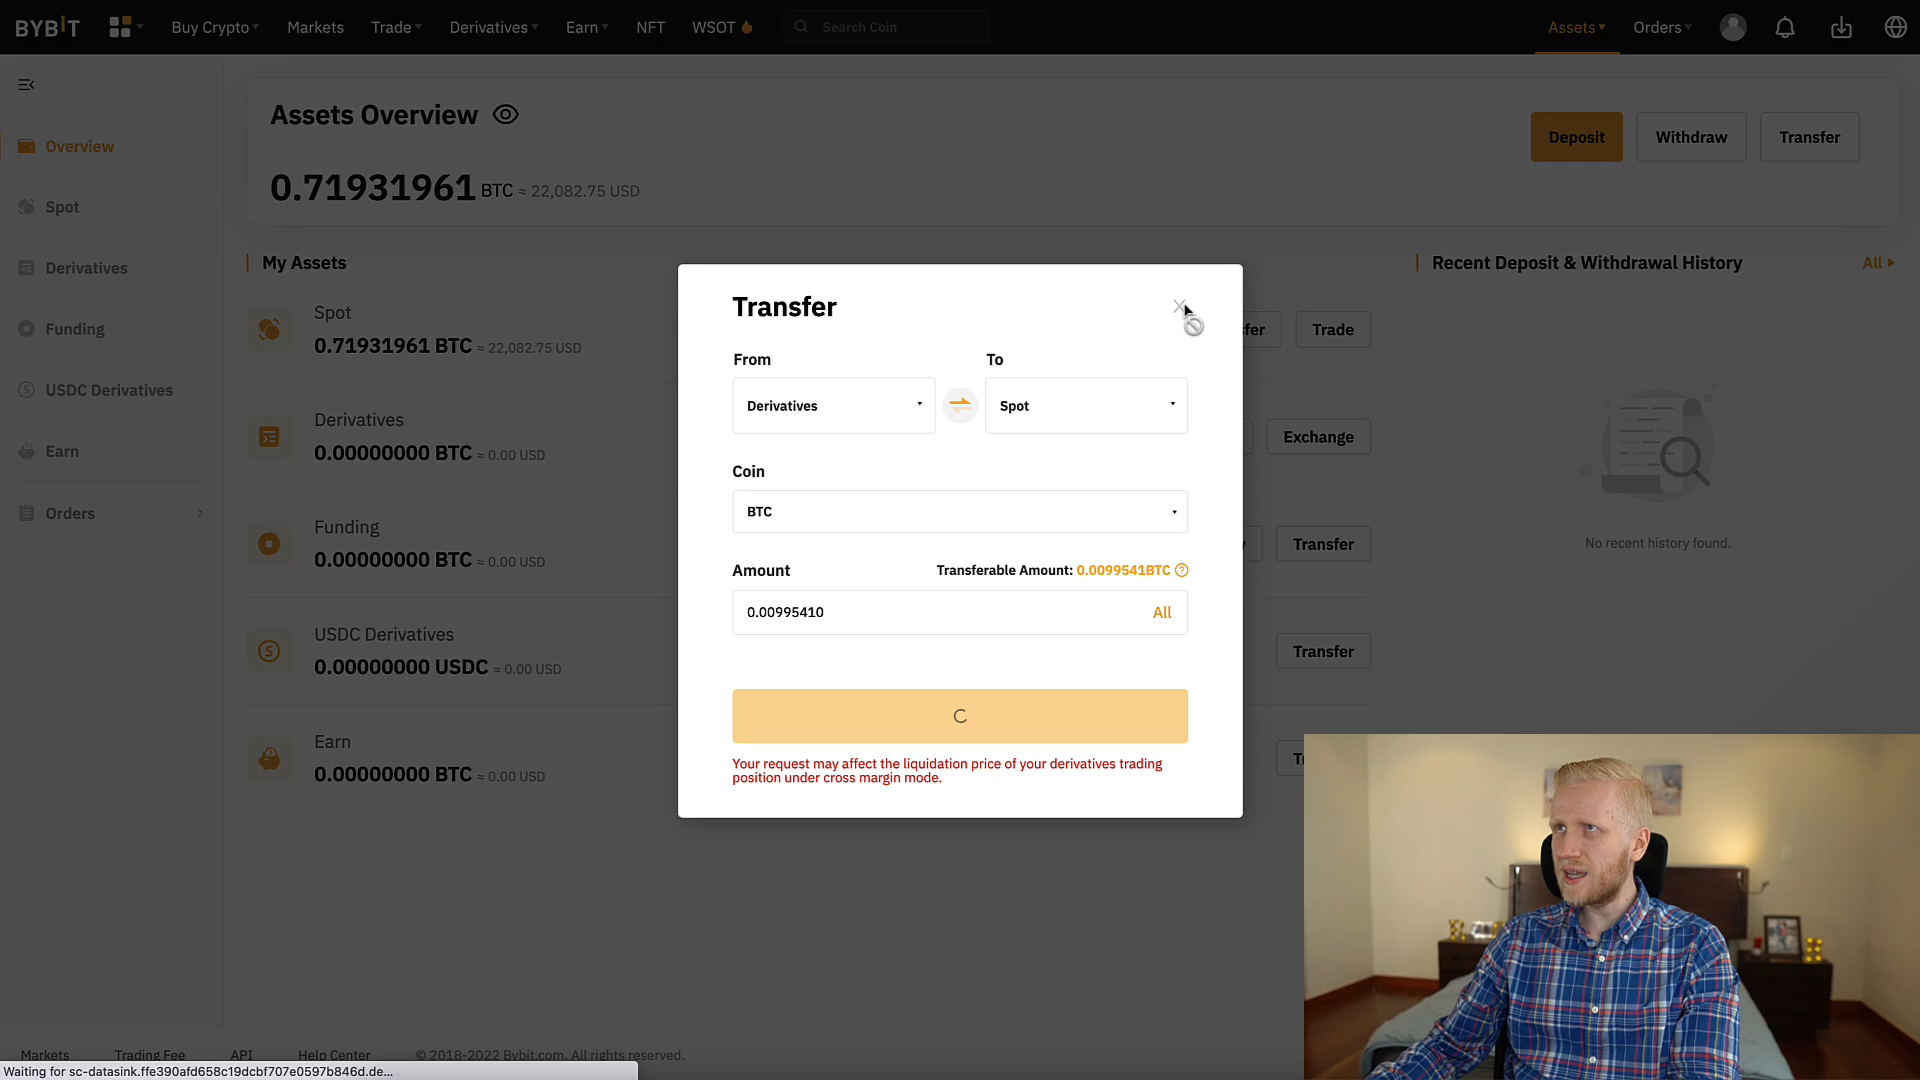 BYBIT
Buy Crypto
Markets
Trade
Derivatives
Earn
NFT
WSOT
Search Coin
Assets
Orders
Overview
Spot
Derivatives
Funding
USDC Derivatives
Earn
Orders
Assets Overview
0.71931961 BTC ≈ 22,082.75 USD
Deposit
Withdraw
Transfer
My Assets
Spot
0.71931961 BTC ≈ 22,082.75 USD
Trade
Derivatives
0.00000000 BTC ≈ 0.00 USD
Exchange
Funding
0.00000000 BTC ≈ 0.00 USD
Transfer
USDC Derivatives
0.00000000 USDC ≈ 0.00 USD
Transfer
Earn
0.00000000 BTC ≈ 0.00 USD
Recent Deposit & Withdrawal History
All
No recent history found.
Transfer
From
To
Derivatives
Spot
Coin
BTC
Amount
Transferable Amount: 0.0099541BTC
0.00995410
All
Your request may affect the liquidation price of your derivatives trading
position under cross margin mode.
Markets
Trading Fee
API
Help Center
© 2018-2022 Bybit.com. All rights reserved.
Waiting for sc-datasink.ffe390afd658c19dcbf707e0597b846d.de...